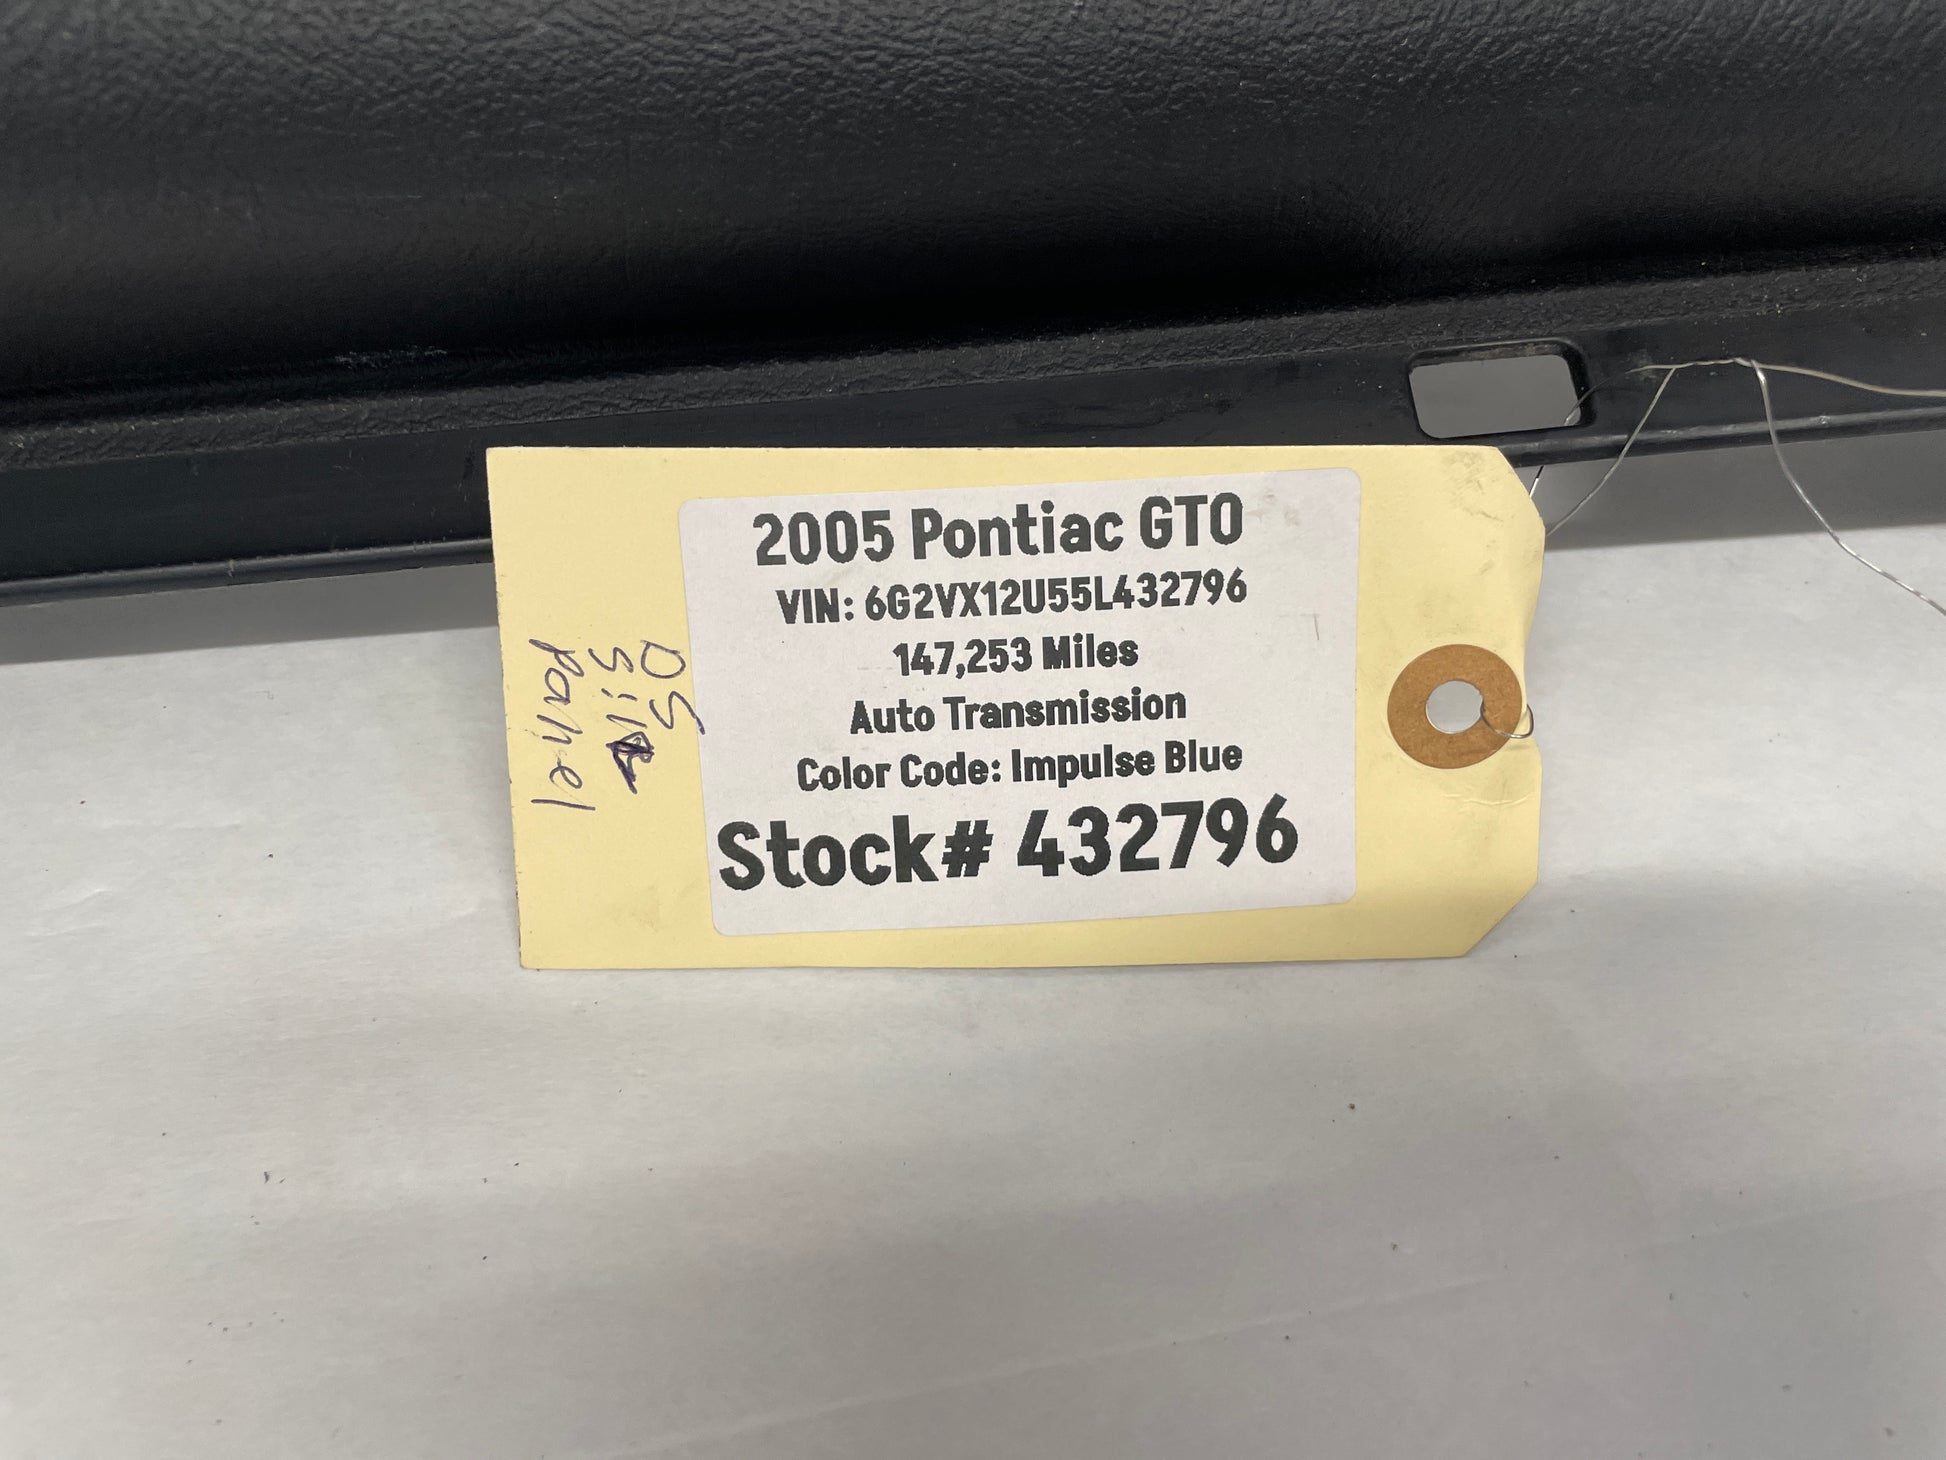 2005 Pontiac GTO
VIN: 6G2VX12U55L432796
147,253 Miles
Auto Transmission
Color Code: Impulse Blue
Stock# 432796
DS
Panel